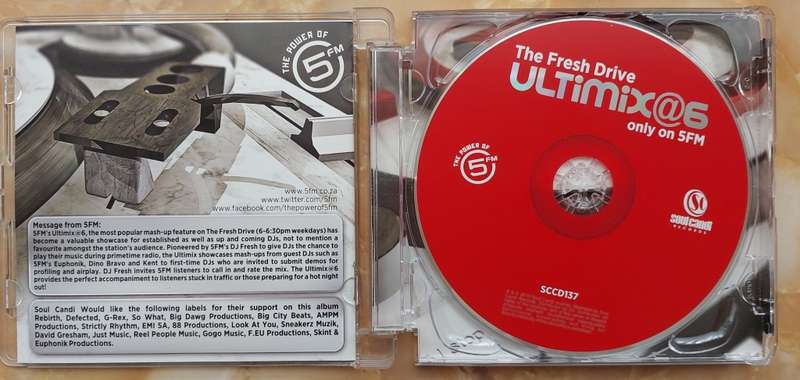 THE POWER OF
5FM
www.5fm.co.za
www.twitter.com/5fm
www.facebook.com/thepowerof5fm
Message from 5FM:
5FM's Ultimix@6, the most popular mash-up feature on The Fresh Drive (6-6:30pm weekdays) has
become a valuable showcase for established as well as up and coming DJs, not to mention a
favourite amongst the station's audience. Pioneered by 5FM's DJ Fresh to give DJs the chance to
play their music during primetime radio, the Ultimix showcases mash-ups from guest DJs such as
5FM's Euphonik, Dino Bravo and Kent to first-time DJs who are invited to submit demos for
profiling and airplay. DJ Fresh invites 5FM listeners to call in and rate the mix. The Ultimix@6
provides the perfect accompaniment to listeners stuck in traffic or those preparing for a hot night
out!
Soul Candi Would like the following labels for their support on this album
Rebirth, Defected, G-Rex, So What, Big Dawg Productions, Big City Beats, AMPM
Productions, Strictly Rhythm, EMI SA, 88 Productions, Look At You, Sneakerz Muzik,
David Gresham, Just Music, Reel People Music, Gogo Music, F.EU Productions, Skint &
Euphonik Productions.
The Fresh Drive
ULTimix@6
only on 5FM
THE POWER OF
5FM
soul candi
RECORDS
SCCD137